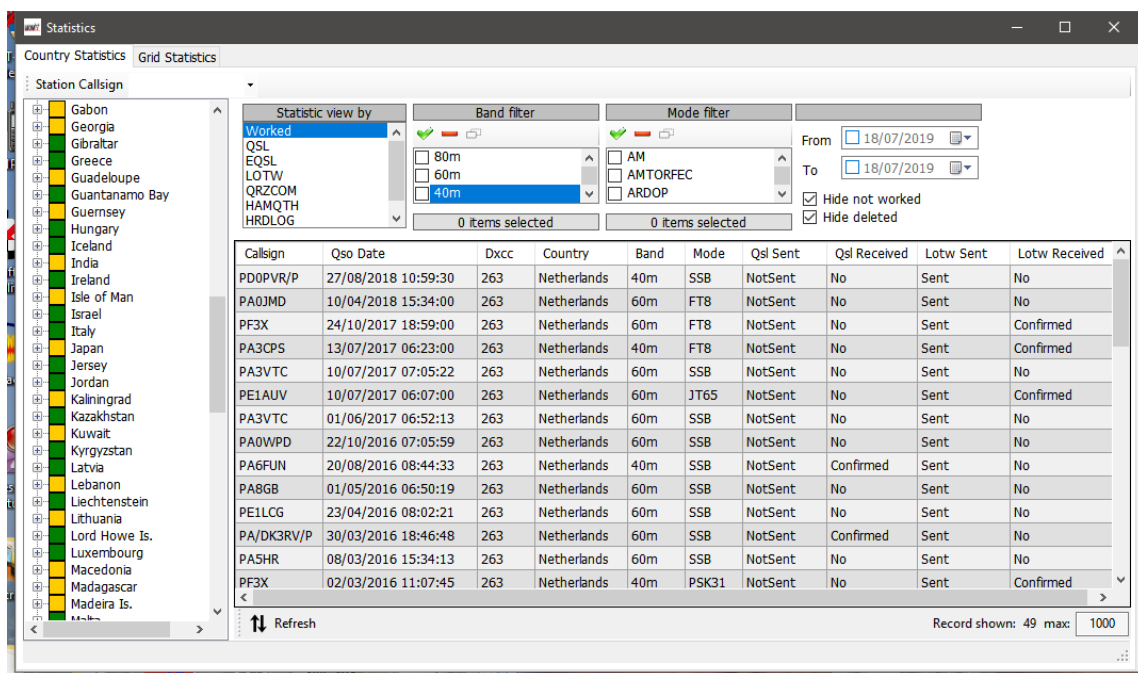 Statistics
Country Statistics Grid Statistics
Station Callsign
Gabon
Georgia
Gibraltar
Greece
Guadeloupe
Guantanamo Bay
Guernsey
Hungary
Iceland
India
Ireland
Isle of Man
Israel
Italy
Japan
Jersey
Jordan
Kaliningrad
Kazakhstan
Kuwait
Kyrgyzstan
Latvia
Lebanon
Liechtenstein
Lithuania
Lord Howe Is.
Luxembourg
Macedonia
Madagascar
Madeira Is.
Malta
Statistic view by
Worked
QSL
EQSL
LOTW
QRZCOM
HAMQTH
HRDLOG
Band filter
80m
60m
40m
0 items selected
Mode filter
AM
AMTORFEC
ARDOP
0 items selected
From 18/07/2019
To 18/07/2019
Hide not worked
Hide deleted
Callsign Qso Date Dxcc Country Band Mode Qsl Sent Qsl Received Lotw Sent Lotw Received
PD0PVR/P 27/08/2018 10:59:30 263 Netherlands 40m SSB NotSent No Sent No
PA0JMD 10/04/2018 15:34:00 263 Netherlands 60m FT8 NotSent No Sent No
PF3X 24/10/2017 18:59:00 263 Netherlands 60m FT8 NotSent No Sent Confirmed
PA3CPS 13/07/2017 06:23:00 263 Netherlands 40m FT8 NotSent No Sent Confirmed
PA3VTC 10/07/2017 07:05:22 263 Netherlands 60m SSB NotSent No Sent No
PE1AUV 10/07/2017 06:07:00 263 Netherlands 60m JT65 NotSent No Sent Confirmed
PA3VTC 01/06/2017 06:52:13 263 Netherlands 60m SSB NotSent No Sent No
PA0WPD 22/10/2016 07:05:59 263 Netherlands 60m SSB NotSent No Sent No
PA6FUN 20/08/2016 08:44:33 263 Netherlands 40m SSB NotSent Confirmed Sent No
PA8GB 01/05/2016 06:50:19 263 Netherlands 60m SSB NotSent No Sent No
PE1LCG 23/04/2016 08:02:21 263 Netherlands 60m SSB NotSent No Sent No
PA/DK3RV/P 30/03/2016 18:46:48 263 Netherlands 60m SSB NotSent Confirmed Sent No
PA5HR 08/03/2016 15:34:13 263 Netherlands 60m SSB NotSent No Sent No
PF3X 02/03/2016 11:07:45 263 Netherlands 40m PSK31 NotSent No Sent Confirmed
Refresh
Record shown: 49 max: 1000